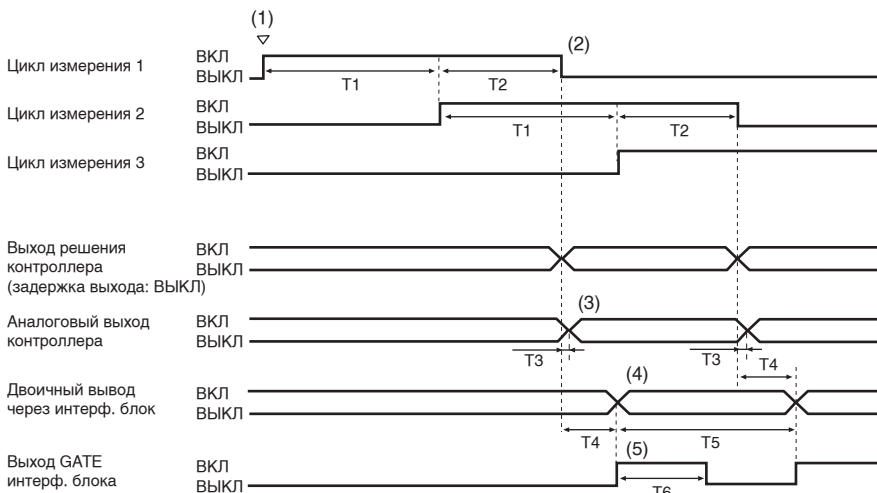 (1)
(2)
Цикл измерения 1
ВКЛ
ВЫКЛ
T1
T2
Цикл измерения 2
ВКЛ
ВЫКЛ
T1
T2
Цикл измерения 3
ВКЛ
ВЫКЛ
Выход решения
контроллера
(задержка выхода: ВЫКЛ)
ВКЛ
ВЫКЛ
(3)
Аналоговый выход
контроллера
ВКЛ
ВЫКЛ
T3
T3
T4
(4)
Двоичный вывод
через интерф. блок
ВКЛ
ВЫКЛ
T4
T5
(5)
Выход GATE
интерф. блока
ВКЛ
ВЫКЛ
T6